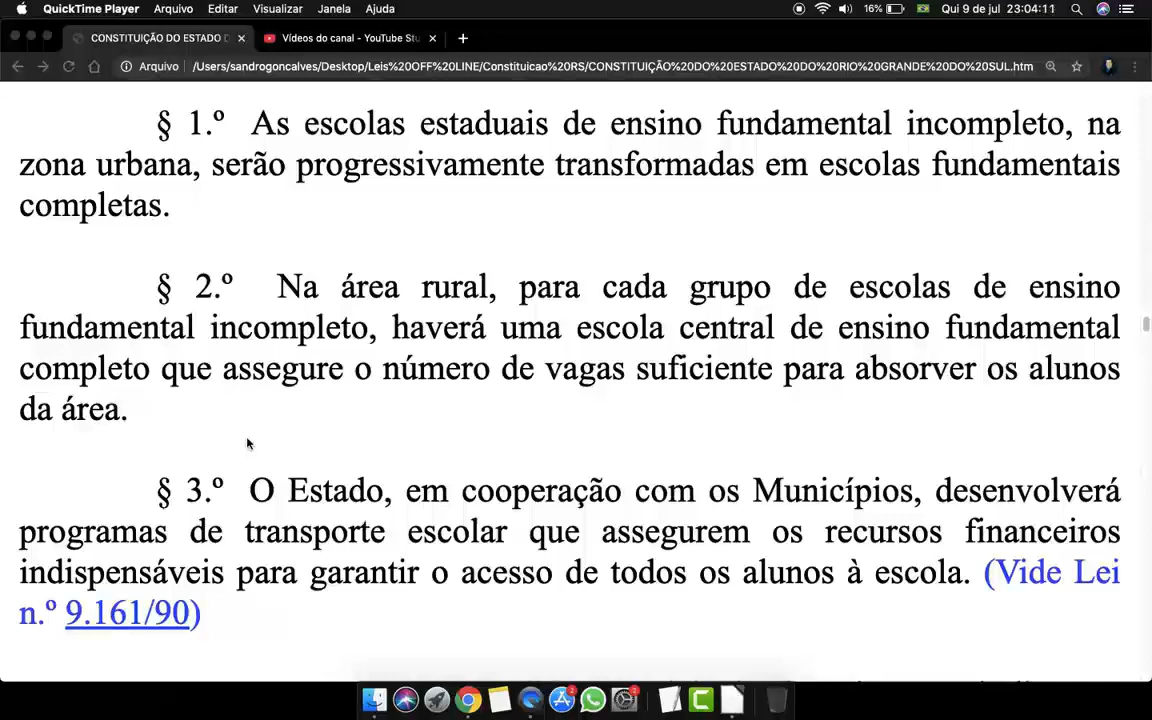 QuickTime Player Arquivo Editar Visualizar Janela Ajuda 16% Qui 9 de jul 23:04:11
CONSTITUIÇÃO DO ESTADO D Vídeos do canal - YouTube Stu
Arquivo /Users/sandrogoncalves/Desktop/Leis%20OFF%20LINE/Constituicao%20RS/CONSTITUIÇÃO%20DO%20ESTADO%20DO%20RIO%20GRANDE%20DO%20SUL.htm
§ 1.º As escolas estaduais de ensino fundamental incompleto, na
zona urbana, serão progressivamente transformadas em escolas fundamentais
completas.
§ 2.º Na área rural, para cada grupo de escolas de ensino
fundamental incompleto, haverá uma escola central de ensino fundamental
completo que assegure o número de vagas suficiente para absorver os alunos
da área.
§ 3.º O Estado, em cooperação com os Municípios, desenvolverá
programas de transporte escolar que assegurem os recursos financeiros
indispensáveis para garantir o acesso de todos os alunos à escola. (Vide Lei
n.º 9.161/90)